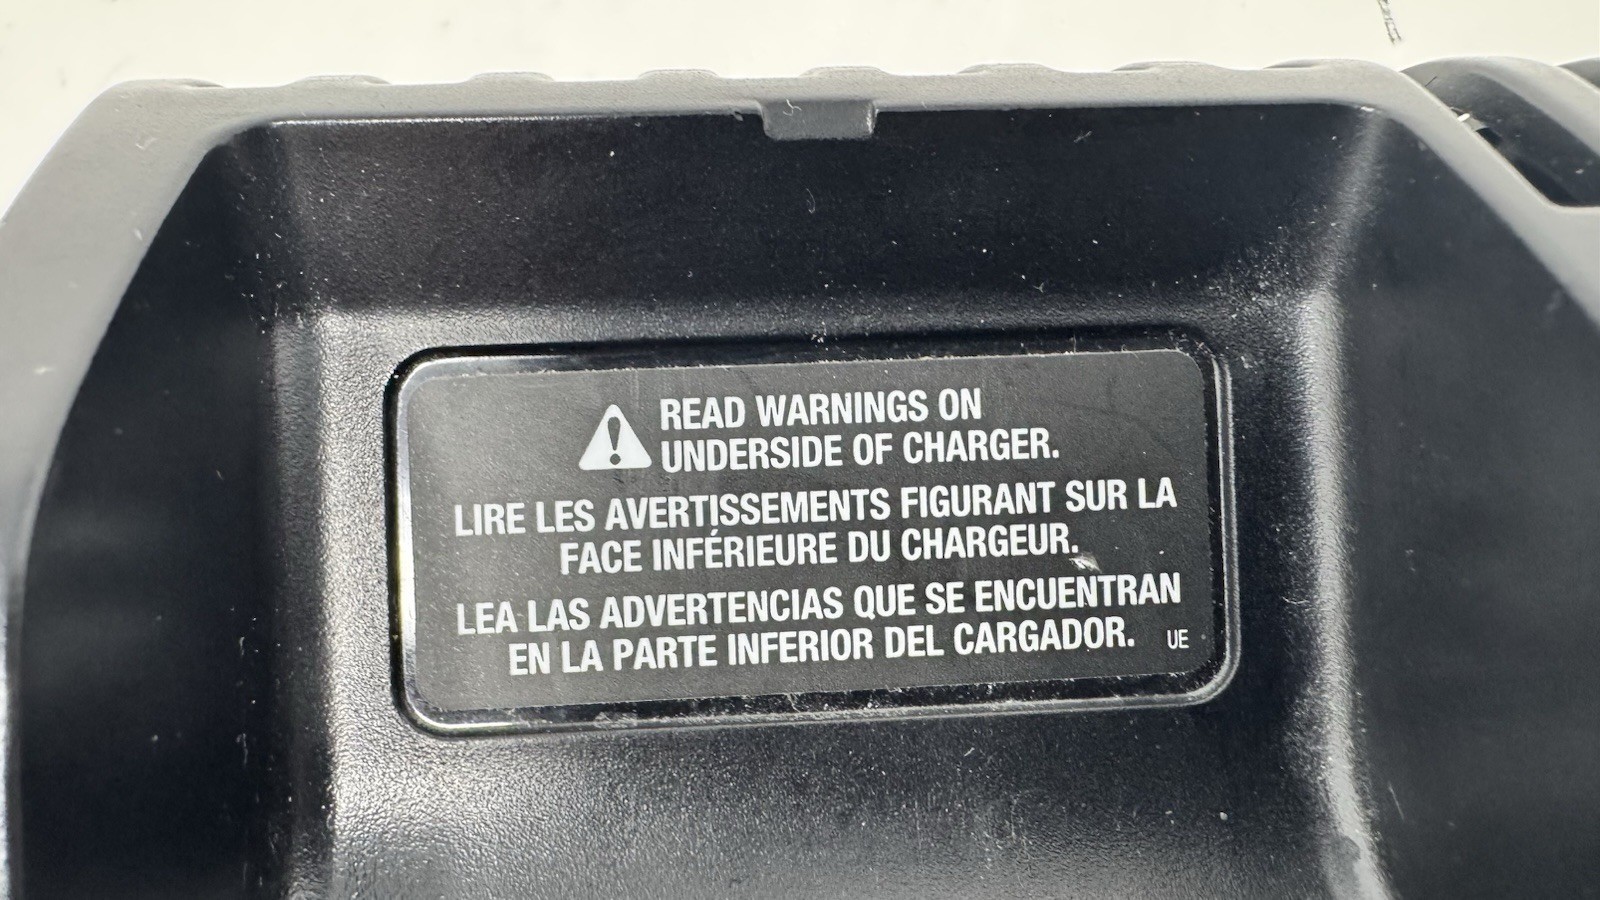 READ WARNINGS ON
UNDERSIDE OF CHARGER.
LIRE LES AVERTISSEMENTS FIGURANT SUR LA
FACE INFÉRIEURE DU CHARGEUR.
LEA LAS ADVERTENCIAS QUE SE ENCUENTRAN
EN LA PARTE INFERIOR DEL CARGADOR. UE